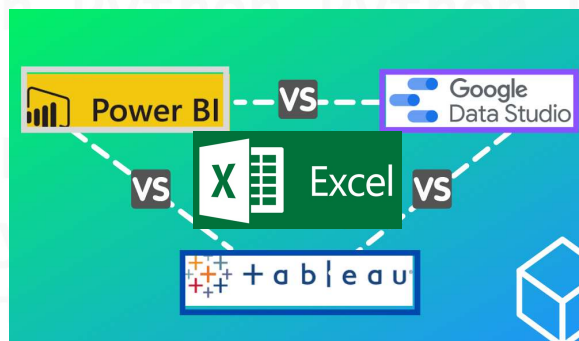 Power BI
VS
Google
Data Studio
X
Excel
VS
VS
+ a b | e a u